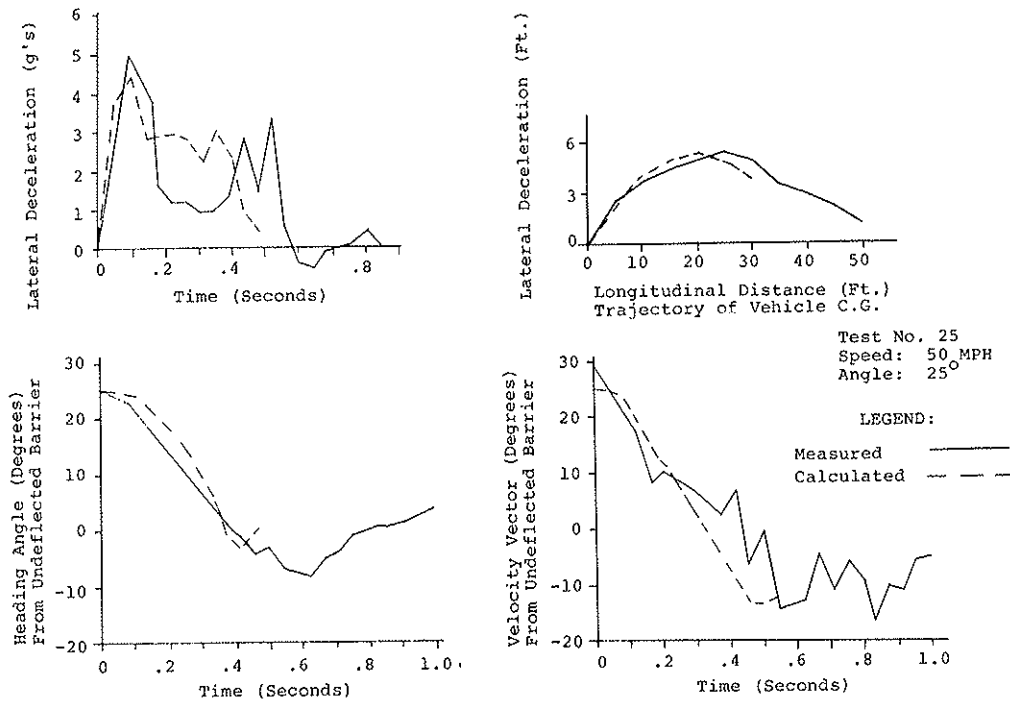 Lateral Deceleration (g's)
6
5
4
3
2
1
0
0 .2 .4 .6 .8
Time (Seconds)
Lateral Deceleration (Ft.)
6
3
0
0 10 20 30 40 50
Longitudinal Distance (Ft.)
Trajectory of Vehicle C.G.
Test No. 25
Speed: 50 MPH
Angle: 25°
LEGEND:
Measured
Calculated
Heading Angle (Degrees)
From Undeflected Barrier
30
20
10
0
-10
-20
0 .2 .4 .6 .8 1.0
Time (Seconds)
Velocity Vector (Degrees)
From Undeflected Barrier
30
20
10
0
-10
-20
0 .2 .4 .6 .8 1.0
Time (Seconds)